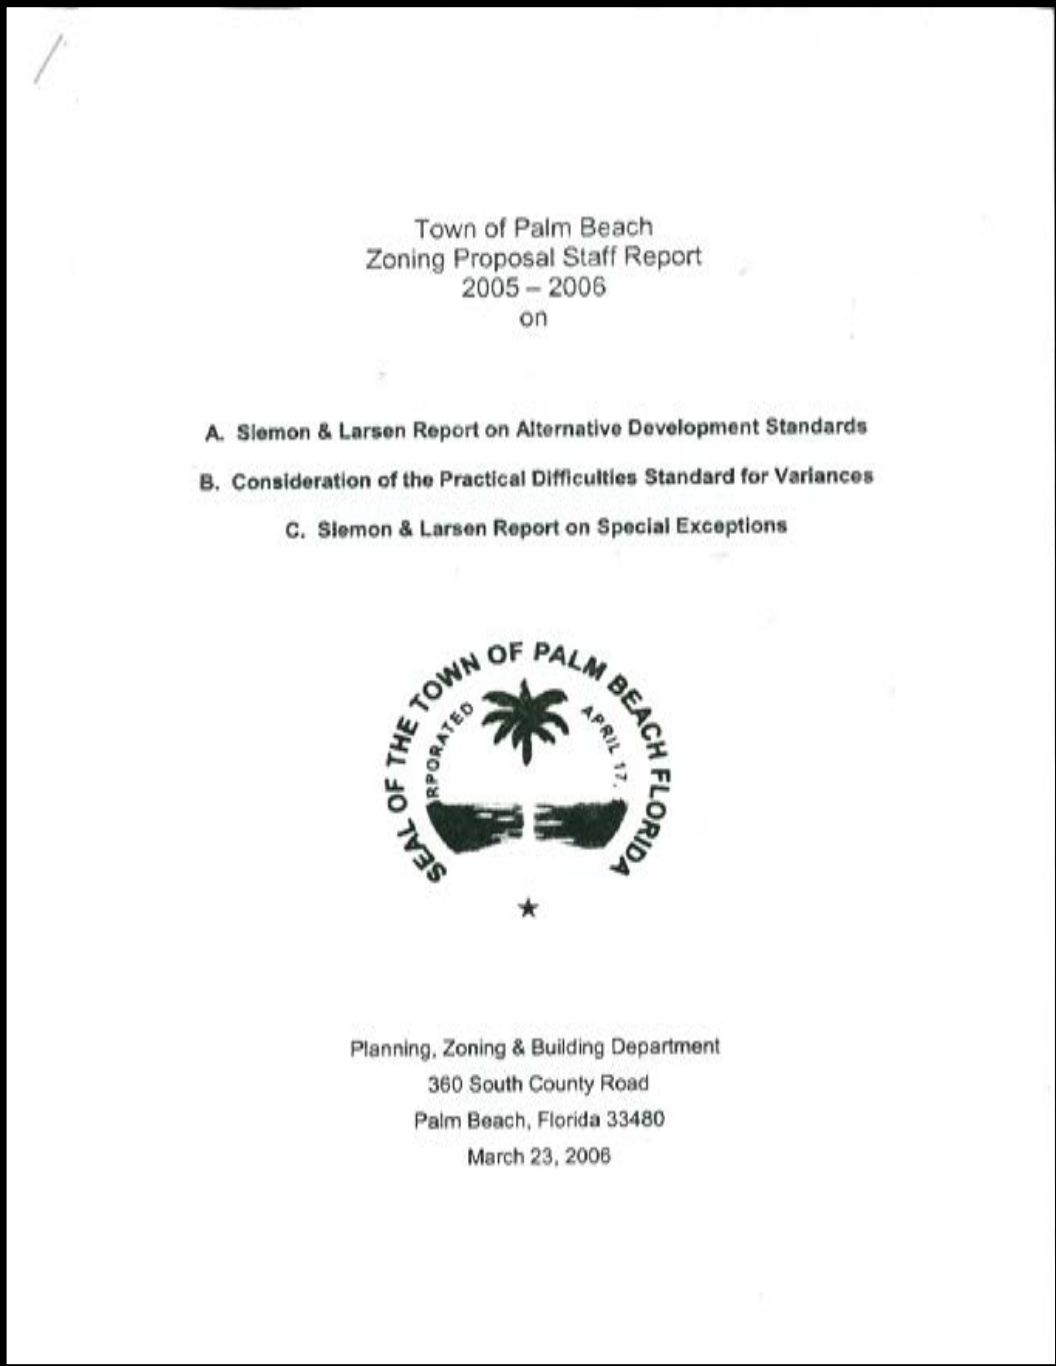 Town of Palm Beach
Zoning Proposal Staff Report
2005 – 2006
on
A. Siemon & Larsen Report on Alternative Development Standards
B. Consideration of the Practical Difficulties Standard for Variances
C. Siemon & Larsen Report on Special Exceptions
SEAL OF THE TOWN OF PALM BEACH FLORIDA
RPORATED
APRIL 17,
Planning, Zoning & Building Department
360 South County Road
Palm Beach, Florida 33480
March 23, 2006